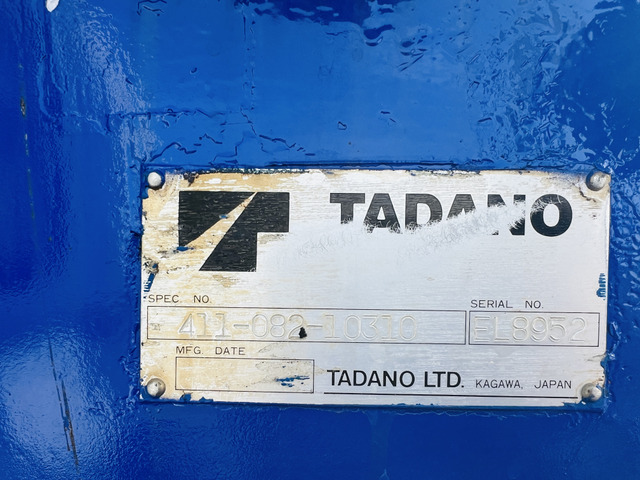 TADANO
SPEC. NO.
SERIAL NO.
411-082-10310
EL8952
MFG. DATE
TADANO LTD. KAGAWA, JAPAN